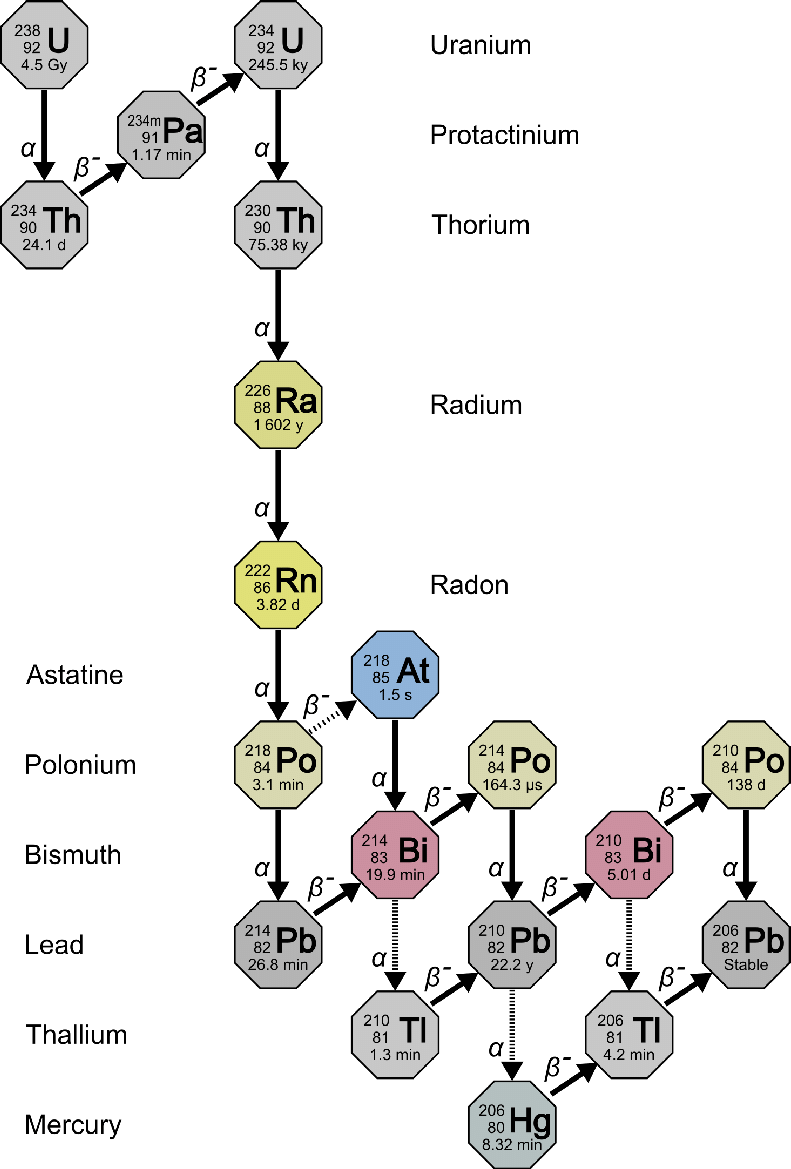 238
92 U
4.5 Gy
234
92 U
245.5 ky
Uranium
β⁻
234m
91 Pa
1.17 min
Protactinium
α
β⁻
α
234
90 Th
24.1 d
230
90 Th
75.38 ky
Thorium
α
226
88 Ra
1 602 y
Radium
α
222
86 Rn
3.82 d
Radon
Astatine
α
β⁻
218
85 At
1.5 s
Polonium
218
84 Po
3.1 min
α
β⁻
214
84 Po
164.3 µs
β⁻
210
84 Po
138 d
Bismuth
α
β⁻
214
83 Bi
19.9 min
α
β⁻
210
83 Bi
5.01 d
α
Lead
214
82 Pb
26.8 min
α
β⁻
210
82 Pb
22.2 y
α
β⁻
206
82 Pb
Stable
Thallium
210
81 Tl
1.3 min
α
β⁻
206
81 Tl
4.2 min
Mercury
206
80 Hg
8.32 min